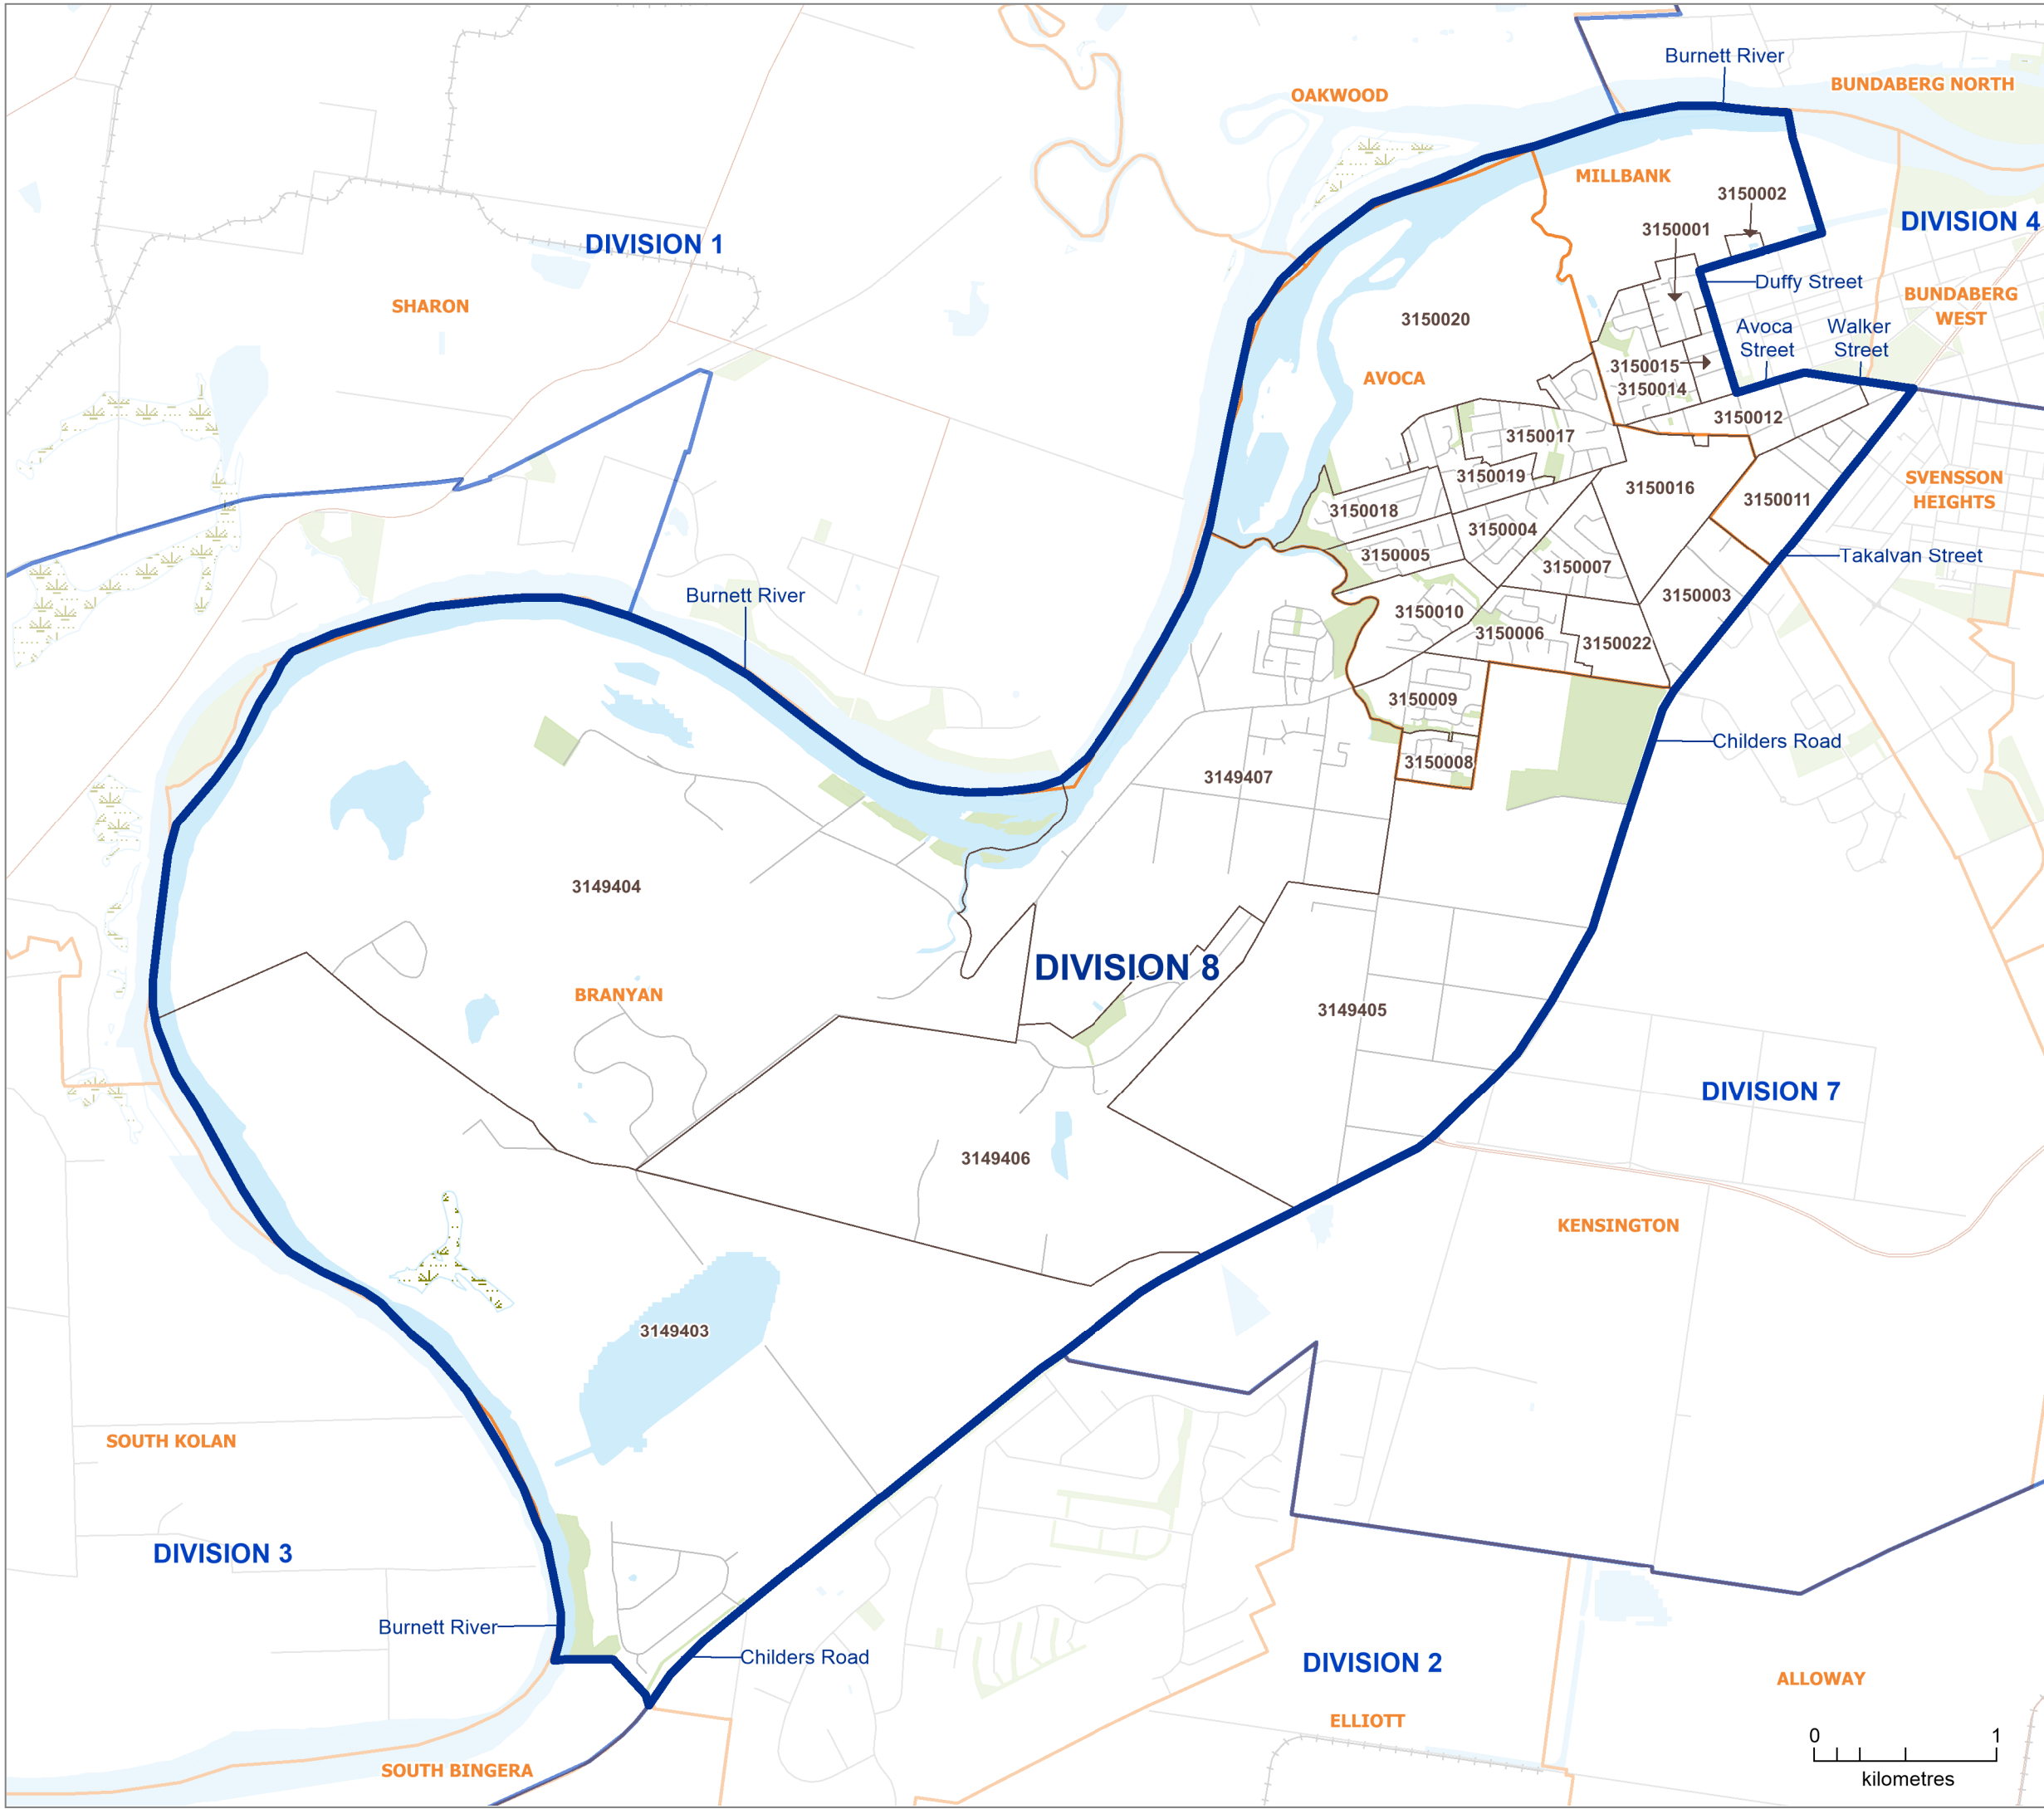 Burnett River
BUNDABERG NORTH
OAKWOOD
MILLBANK
3150002
DIVISION 4
3150001
DIVISION 1
Duffy Street
SHARON
BUNDABERG
WEST
3150020
Avoca
Street
Walker
Street
3150015
AVOCA
3150014
3150012
3150017
3150019
3150016
SVENSSON
HEIGHTS
3150011
3150018
3150004
3150005
Takalvan Street
3150007
Burnett River
3150003
3150010
3150006
3150022
3150009
Childers Road
3150008
3149407
3149404
DIVISION 8
BRANYAN
3149405
DIVISION 7
3149406
KENSINGTON
3149403
SOUTH KOLAN
DIVISION 3
Burnett River
Childers Road
DIVISION 2
ALLOWAY
ELLIOTT
0 1
kilometres
SOUTH BINGERA